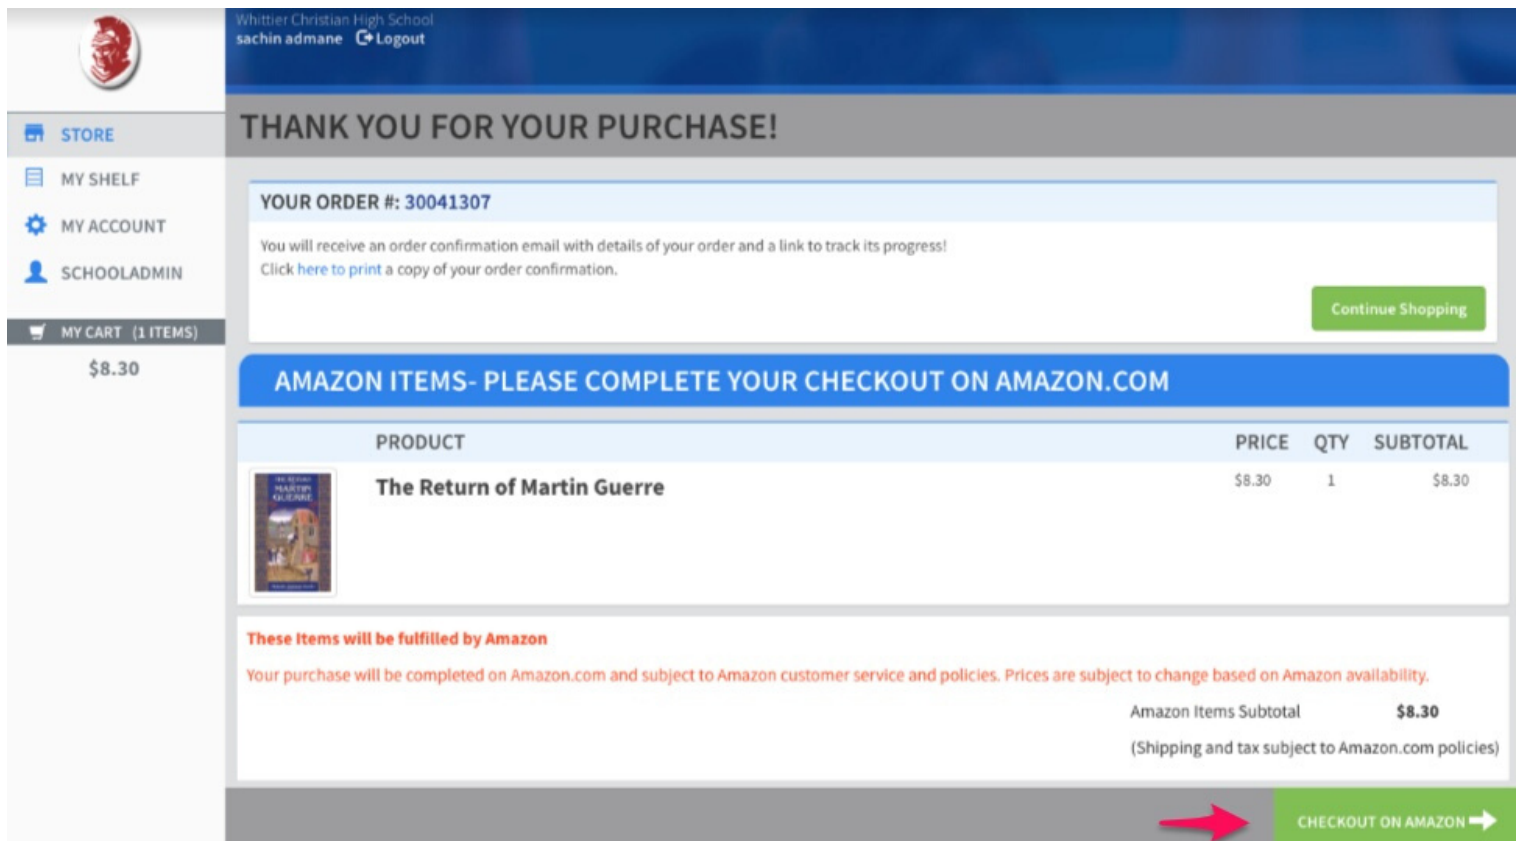 Whittier Christian High School
sachin admane Logout
STORE
MY SHELF
MY ACCOUNT
SCHOOLADMIN
MY CART (1 ITEMS)
$8.30
THANK YOU FOR YOUR PURCHASE!
YOUR ORDER #: 30041307
You will receive an order confirmation email with details of your order and a link to track its progress!
Click here to print a copy of your order confirmation.
Continue Shopping
AMAZON ITEMS- PLEASE COMPLETE YOUR CHECKOUT ON AMAZON.COM
PRODUCT PRICE QTY SUBTOTAL
MARTIN
GUERRE
The Return of Martin Guerre $8.30 1 $8.30
These Items will be fulfilled by Amazon
Your purchase will be completed on Amazon.com and subject to Amazon customer service and policies. Prices are subject to change based on Amazon availability.
Amazon Items Subtotal $8.30
(Shipping and tax subject to Amazon.com policies)
CHECKOUT ON AMAZON